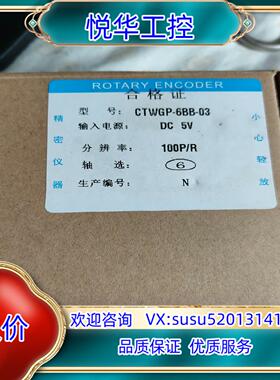 悦华工控
ROTARY ENCODER
合格证
型 号： CTWGP-6BB-03
输入电源： DC 5V
分 辨 率： 100P/R
轴 选： 6
生产编号： N
精密仪器
小心轻放
价
欢迎咨询 VX:susu52013141
品质保证 优质服务